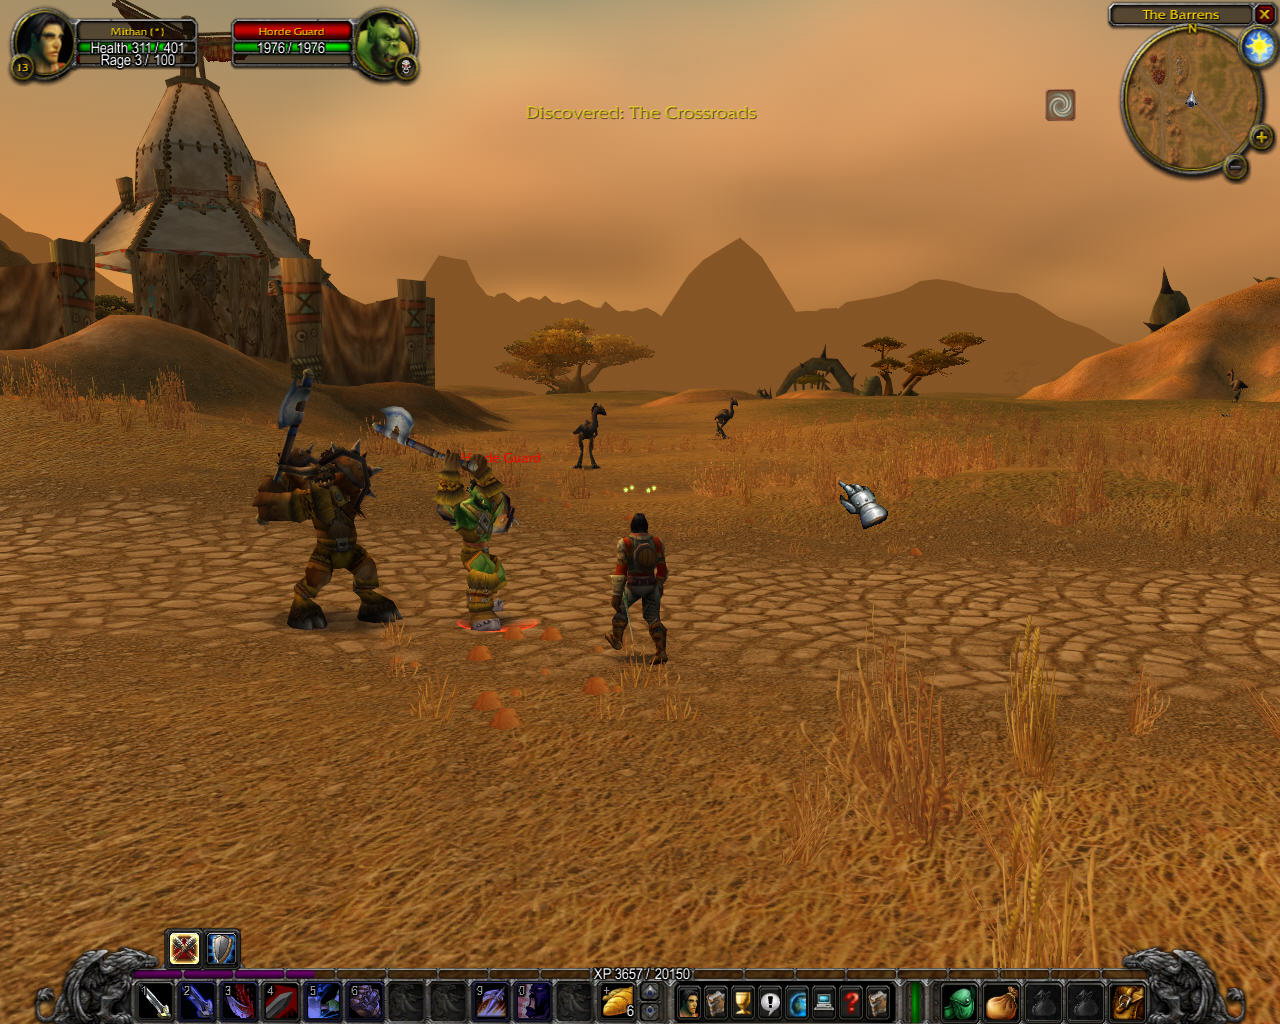 Mithan (*)
Health 311 / 401
Rage 3 / 100
13
Horde Guard
1976 / 1976
The Barrens
N
Discovered: The Crossroads
Guard
XP 3657 / 20150
1 2 3 4 5 6 9 0 + 6